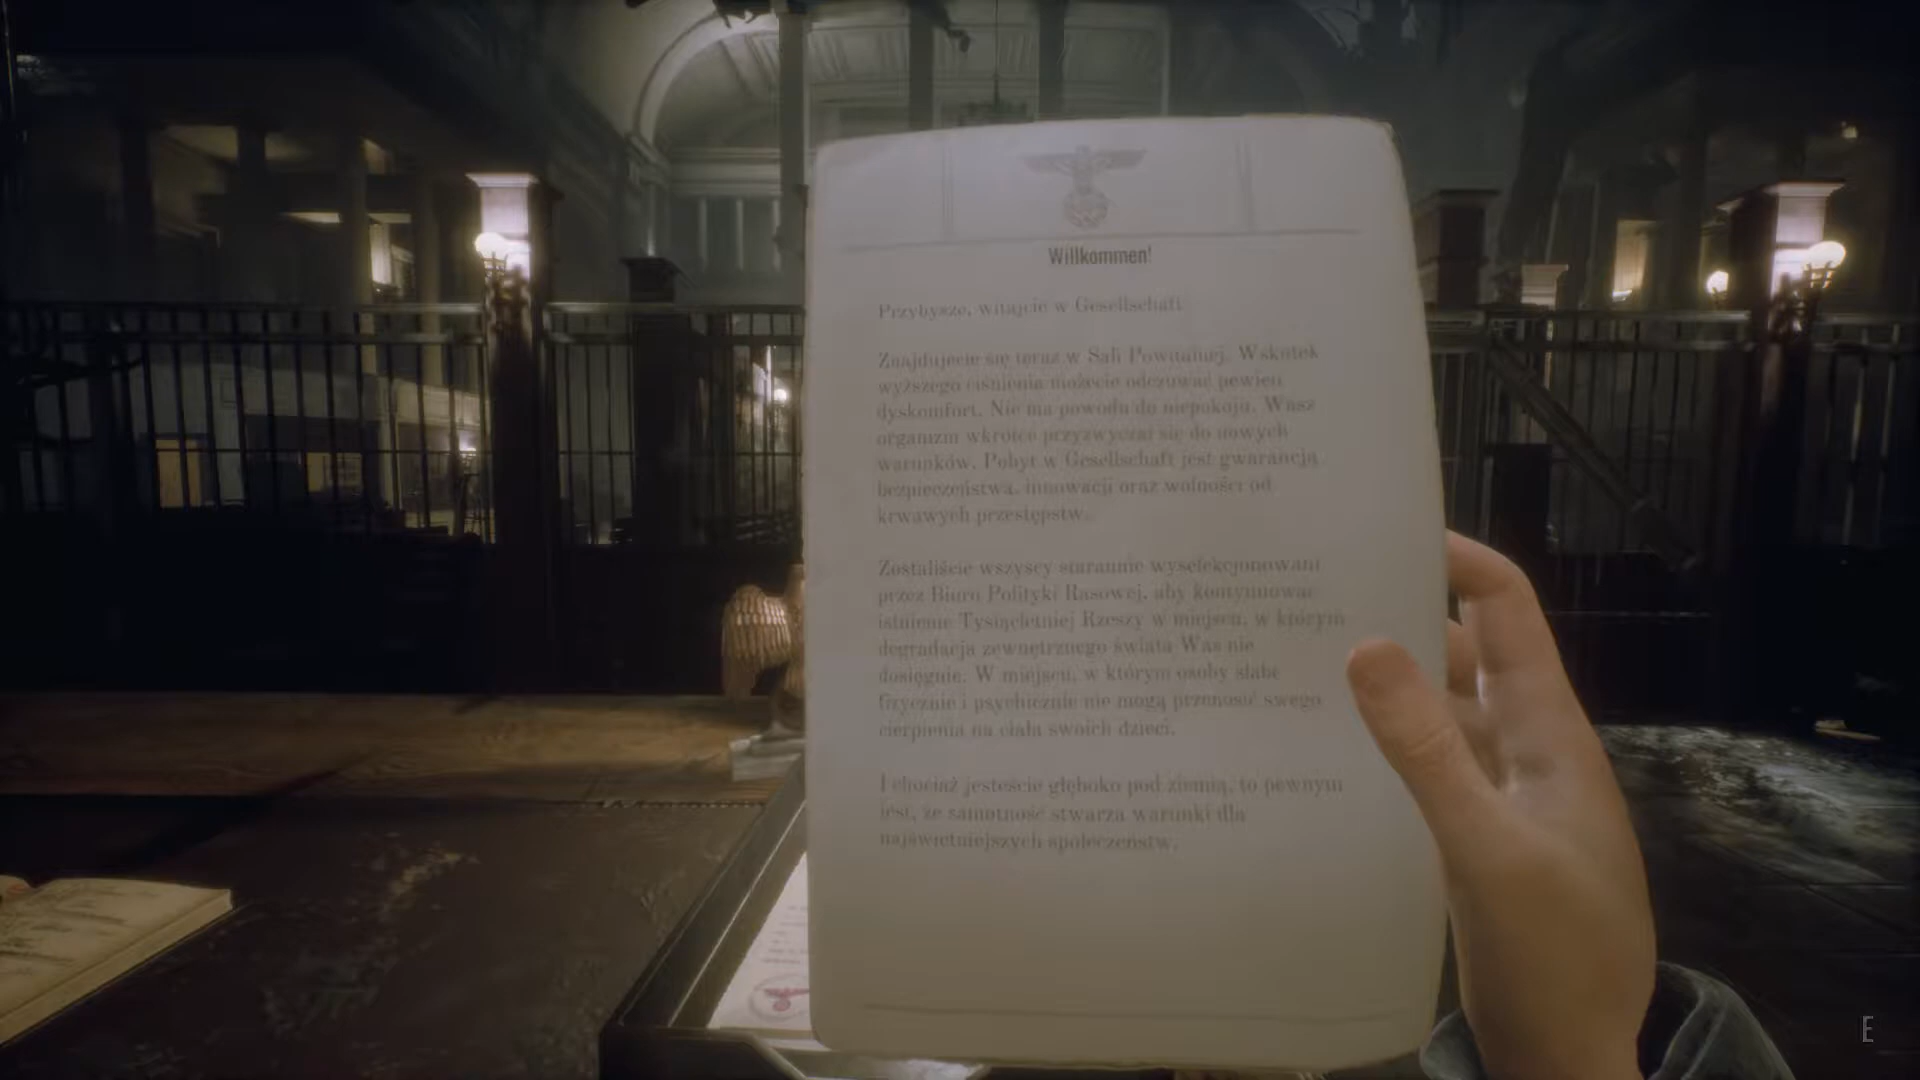 Willkommen!
Przybysze, witajcie w Gesellschaft
Znajdujecie się teraz w Sali Powitalnej. Wskutek
wyższego ciśnienia możecie odczuwać pewien
dyskomfort. Nie ma powodu do niepokoju. Wasz
organizm wkrótce przyzwyczai się do nowych
warunków. Pobyt w Gesellschaft jest gwarancją
bezpieczeństwa, innowacji oraz wolności od
krwawych przestępstw.
Zostaliście wszyscy starannie wyselekcjonowani
przez Biuro Polityki Rasowej, aby kontynuować
istnienie Tysiącletniej Rzeszy w miejscu, w którym
degradacja zewnętrznego świata Was nie
dosięgnie. W miejscu, w którym osoby słabe
fizycznie i psychicznie nie mogą przenosić swego
cierpienia na ciała swoich dzieci.
I chociaż jesteście głęboko pod ziemią, to pewnym
jest, że samotność stwarza warunki dla
najświetniejszych społeczeństw.
E